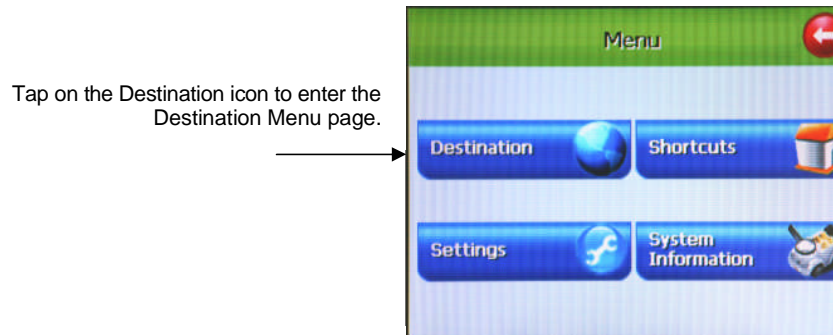 Menu
Tap on the Destination icon to enter the
Destination Menu page.
Destination
Shortcuts
Settings
System
Information